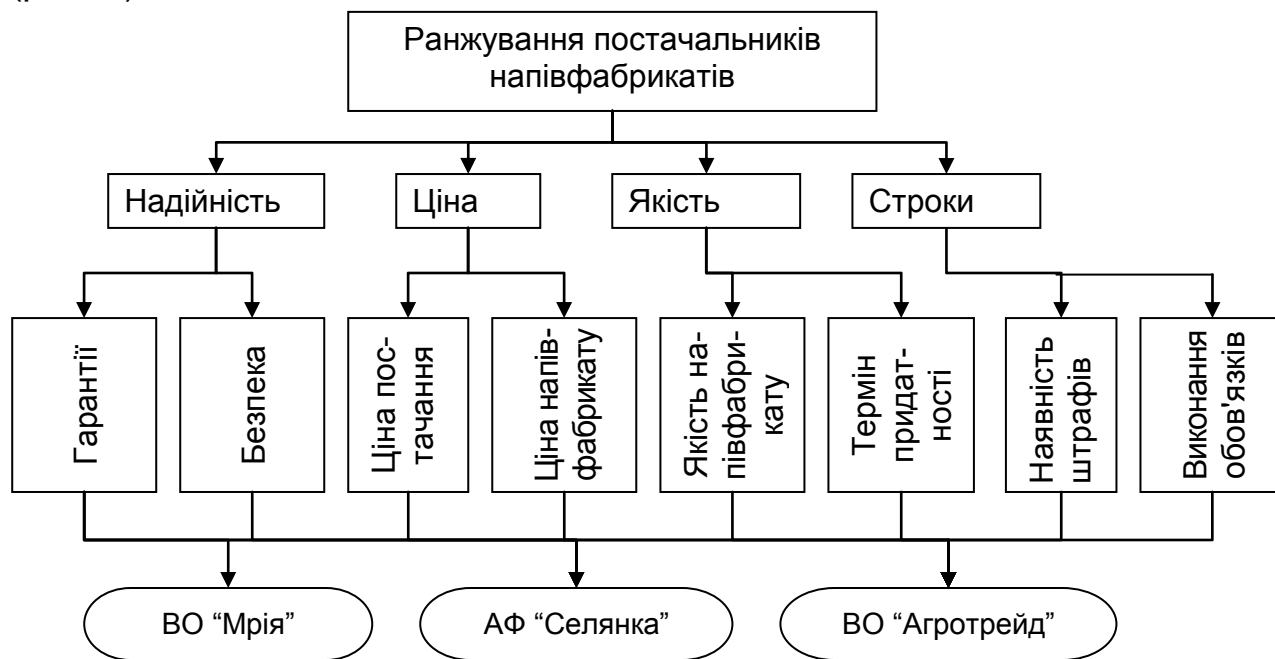 Ранжування постачальників
напівфабрикатів
Надійність
Ціна
Якість
Строки
Гарантії
Безпека
Ціна пос-
тачання
Ціна напів-
фабрикату
Якість на-
півфабри-
кату
Термін
придат-
ності
Наявність
штрафів
Виконання
обов'язків
ВО “Мрія”
АФ “Селянка”
ВО “Агротрейд”